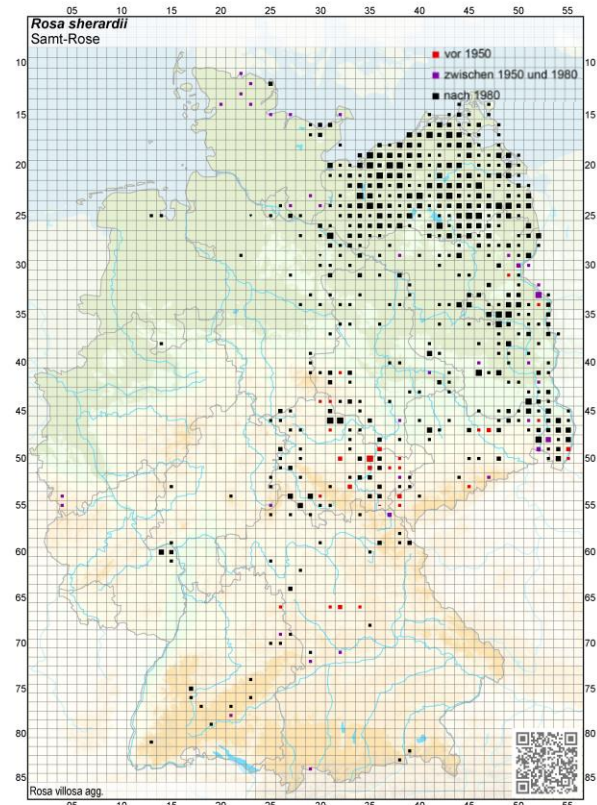 Rosa sherardii
Samt-Rose
05 10 15 20 25 30 35 40 45 50 55
vor 1950
zwischen 1950 und 1980
nach 1980
10 10
15 15
20 20
25 25
30 30
35 35
40 40
45 45
50 50
55 55
60 60
65 65
70 70
75 75
80 80
85 85
Rosa villosa agg.
05 10 15 20 25 30 35 40 45 50 55